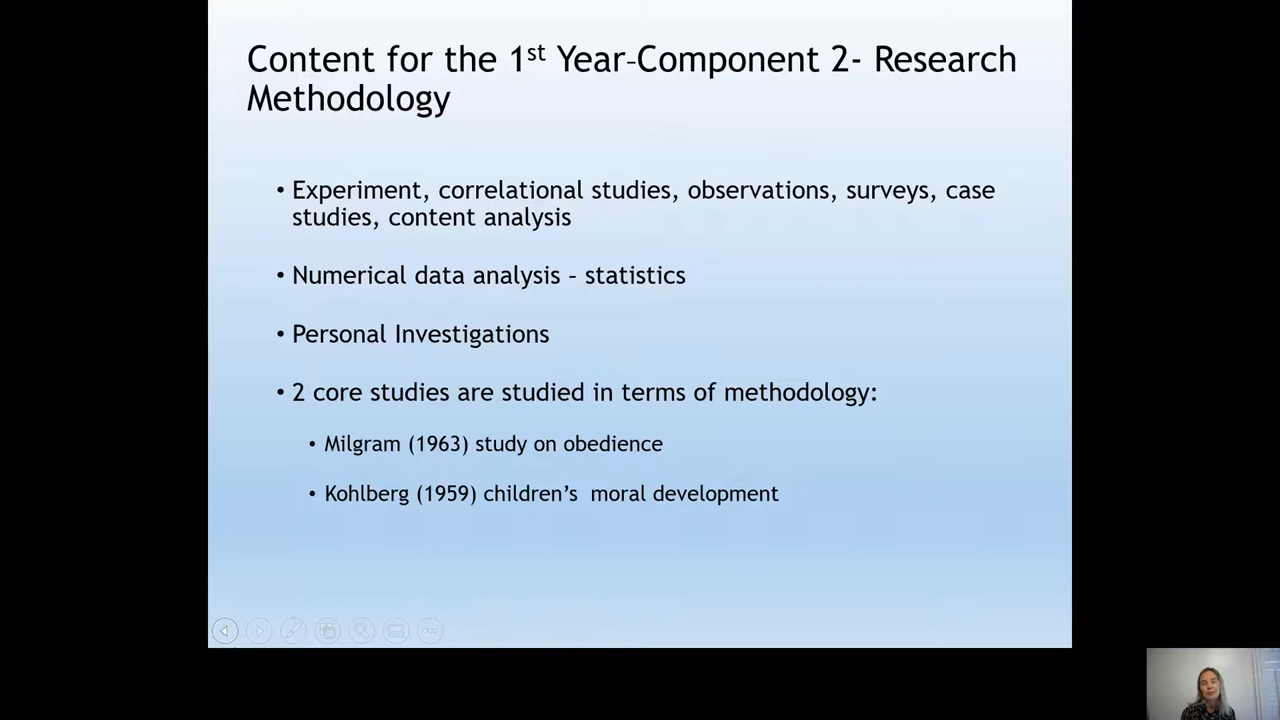 Content for the 1st Year-Component 2- Research
Methodology
• Experiment, correlational studies, observations, surveys, case
studies, content analysis
• Numerical data analysis – statistics
• Personal Investigations
• 2 core studies are studied in terms of methodology:
• Milgram (1963) study on obedience
• Kohlberg (1959) children’s  moral development